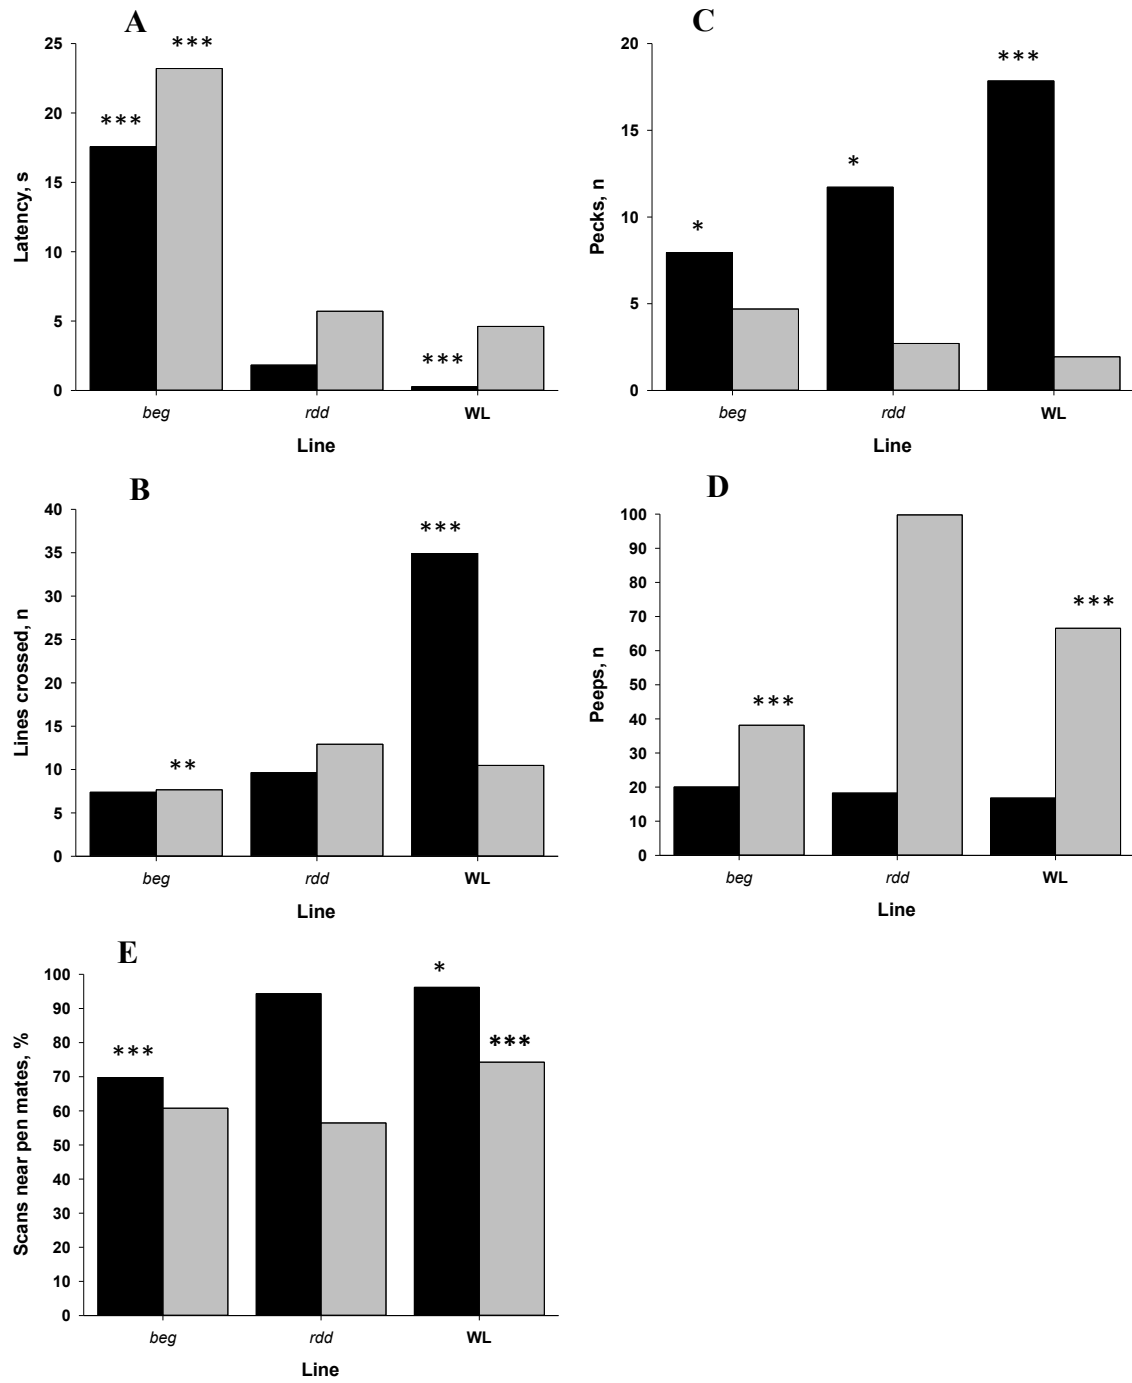 A
Latency, s
25
20
15
10
5
0
***
***
***
beg
rdd
WL
Line
C
Pecks, n
20
15
10
5
0
*
*
***
beg
rdd
WL
Line
B
Lines crossed, n
40
35
30
25
20
15
10
5
0
**
***
beg
rdd
WL
Line
D
Peeps, n
100
90
80
70
60
50
40
30
20
10
0
***
***
beg
rdd
WL
Line
E
Scans near pen mates, %
100
90
80
70
60
50
40
30
20
10
0
***
*
***
beg
rdd
WL
Line